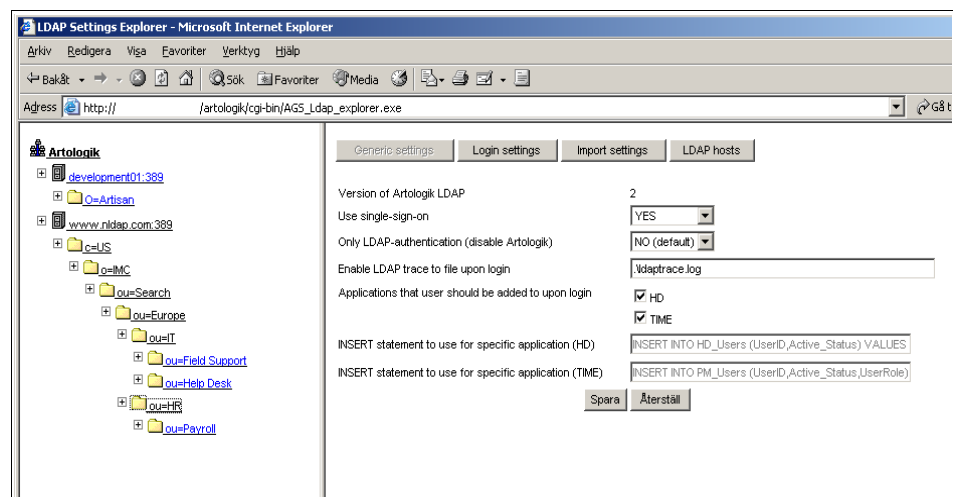 LDAP Settings Explorer - Microsoft Internet Explorer
Arkiv Redigera Visa Favoriter Verktyg Hjälp
Bakåt Sök Favoriter Media
Adress http:// /artologik/cgi-bin/AGS_Ldap_explorer.exe Gå t
Artologik
development01:389
O=Artisan
www.nldap.com:389
c=US
o=IMC
ou=Search
ou=Europe
ou=IT
ou=Field Support
ou=Help Desk
ou=HR
ou=Payroll
Generic settings Login settings Import settings LDAP hosts
Version of Artologik LDAP 2
Use single-sign-on YES
Only LDAP-authentication (disable Artologik) NO (default)
Enable LDAP trace to file upon login .\ldaptrace.log
Applications that user should be added to upon login HD
TIME
INSERT statement to use for specific application (HD) INSERT INTO HD_Users (UserID,Active_Status) VALUES
INSERT statement to use for specific application (TIME) INSERT INTO PM_Users (UserID,Active_Status,UserRole)
Spara Återställ